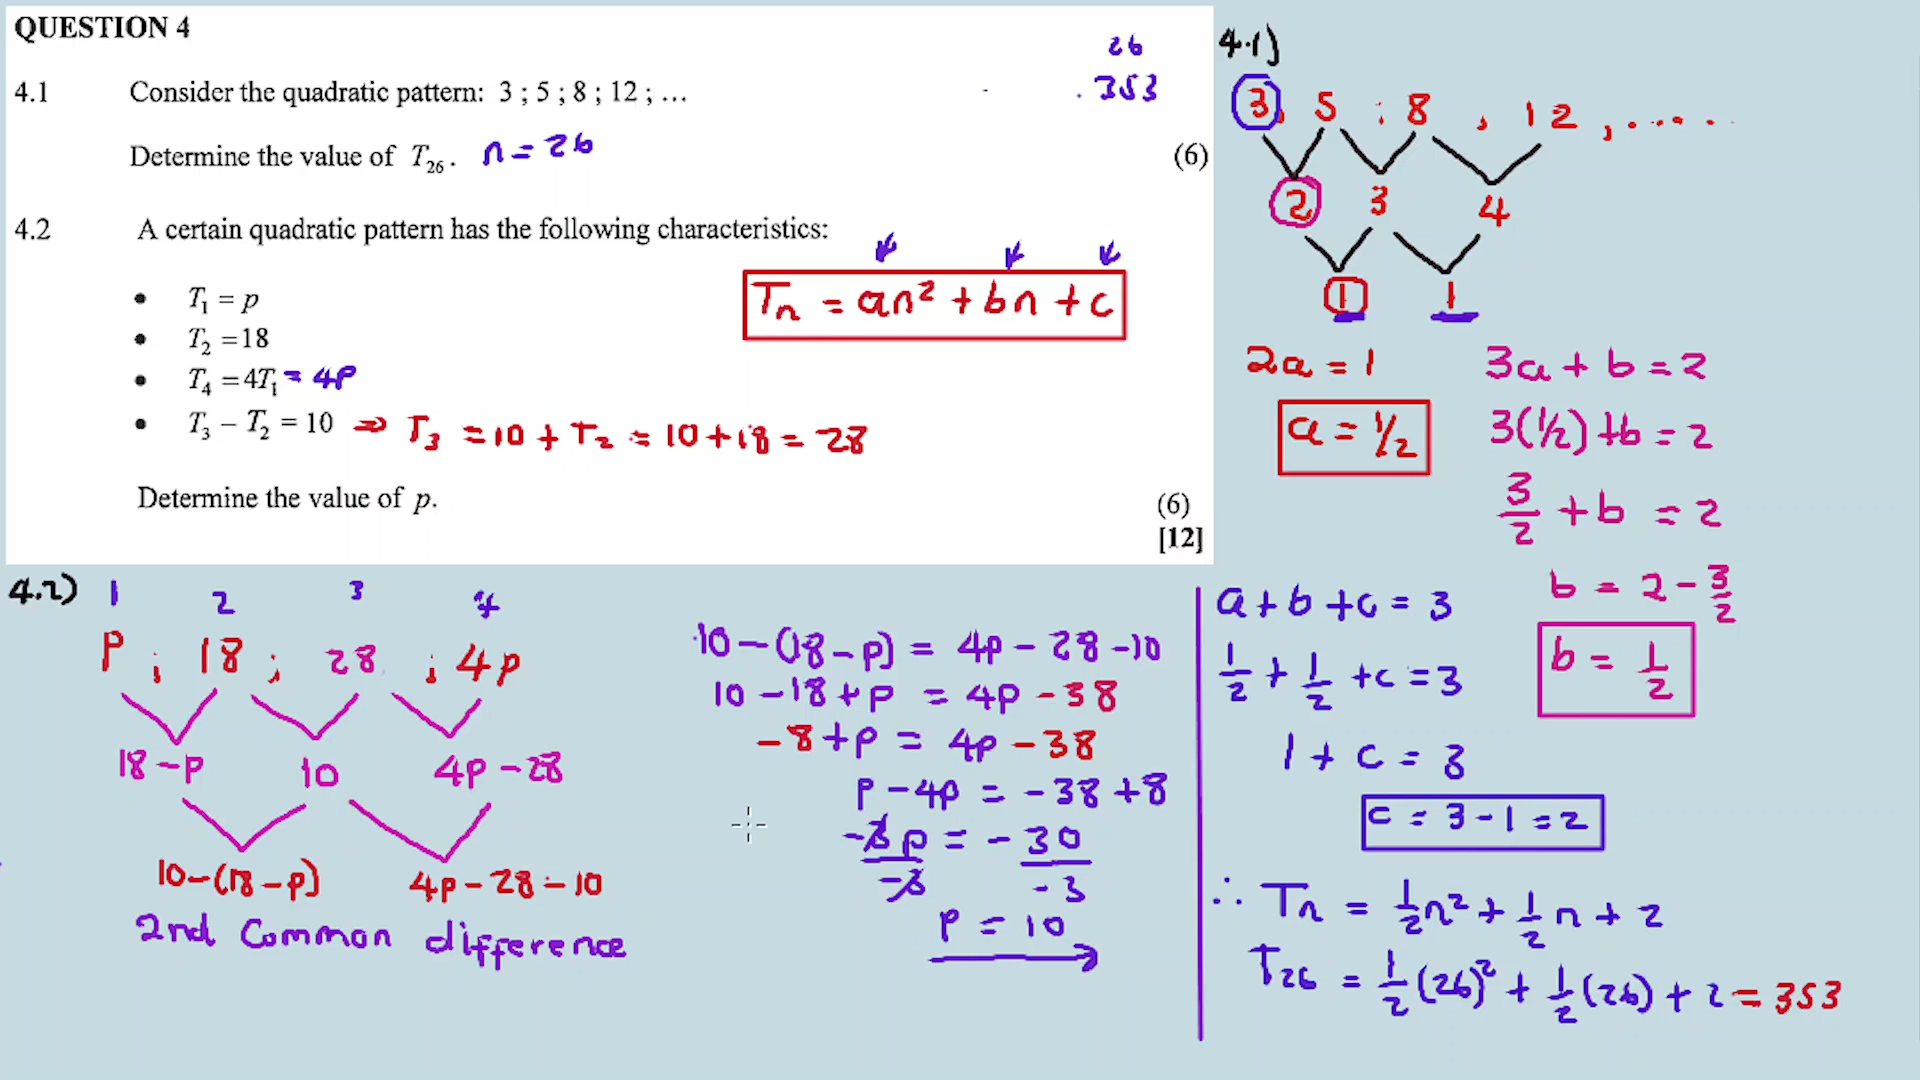 QUESTION 4
4.1 Consider the quadratic pattern: 3 ; 5 ; 8 ; 12 ; …
26
353
Determine the value of T₂₆. n = 26 (6)
4.2 A certain quadratic pattern has the following characteristics:
Tₙ = an² + bn + c
• T₁ = p
• T₂ = 18
• T₄ = 4T₁ = 4P
• T₃ – T₂ = 10 ⇒ T₃ = 10 + T₂ = 10 + 18 = 28
Determine the value of p. (6)
[12]
4.1)
3; 5 ; 8 ; 12 ; .....
2 3 4
1 1
2a = 1
a = 1/2
3a + b = 2
3(1/2) + b = 2
3/2 + b = 2
b = 2 - 3/2
b = 1/2
a + b + c = 3
1/2 + 1/2 + c = 3
1 + c = 3
c = 3 - 1 = 2
∴ Tn = 1/2 n² + 1/2 n + 2
T26 = 1/2 (26)² + 1/2 (26) + 2 = 353
4.2) 1 2 3 4
P ; 18 ; 28 ; 4p
18 - p 10 4p - 28
10 - (18 - p) 4p - 28 - 10
2nd Common difference
10 - (18 - p) = 4p - 28 - 10
10 - 18 + p = 4p - 38
-8 + p = 4p - 38
p - 4p = -38 + 8
-3p = -30
-3 -3
p = 10